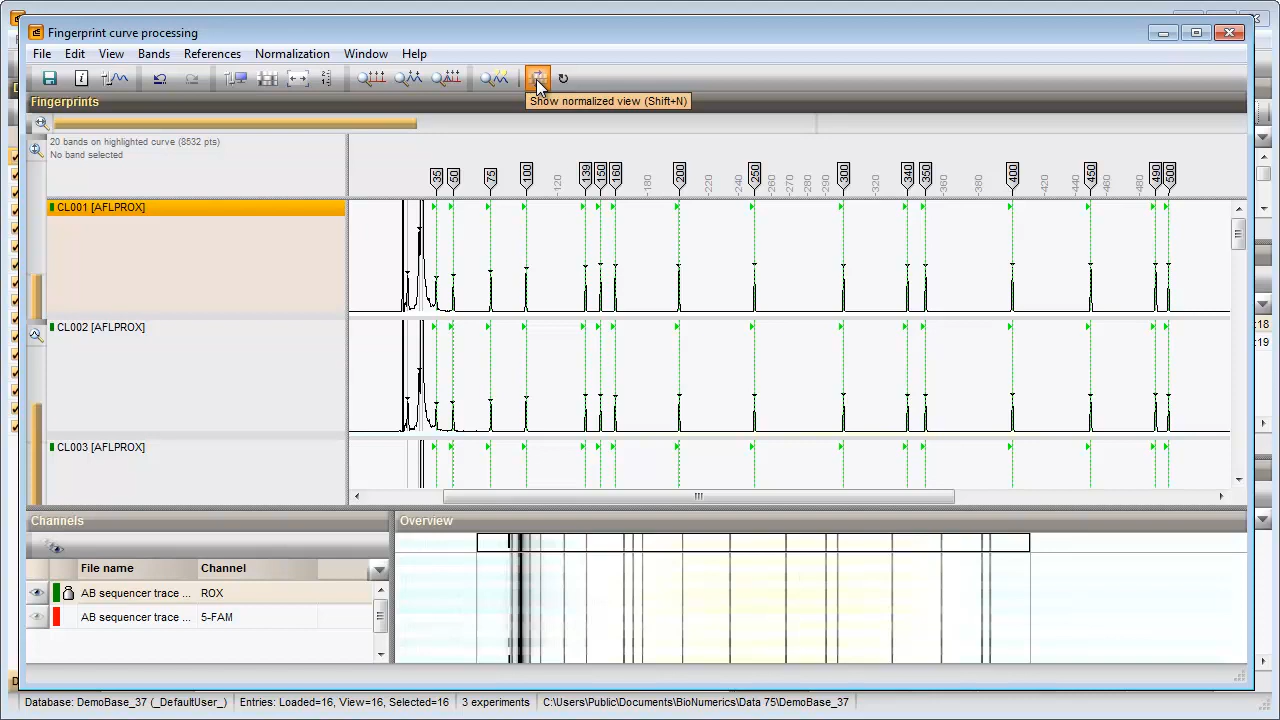 Fingerprint curve processing
File Edit View Bands References Normalization Window Help
Show normalized view (Shift+N)
Fingerprints
20 bands on highlighted curve (8532 pts)
No band selected
35 50 75 100 139 150 160 180 200 240 250 260 270 280 290 300 320 340 350 360 380 400 420 440 450 460 480 490 500
CL001 [AFLPROX]
CL002 [AFLPROX]
CL003 [AFLPROX]
Channels
Overview
File name Channel
AB sequencer trace ... ROX
AB sequencer trace ... 5-FAM
:18
:19
Database: DemoBase_37 (_DefaultUser_) Entries: Loaded=16, View=16, Selected=16 3 experiments C:\Users\Public\Documents\BioNumerics\Data 75\DemoBase_37